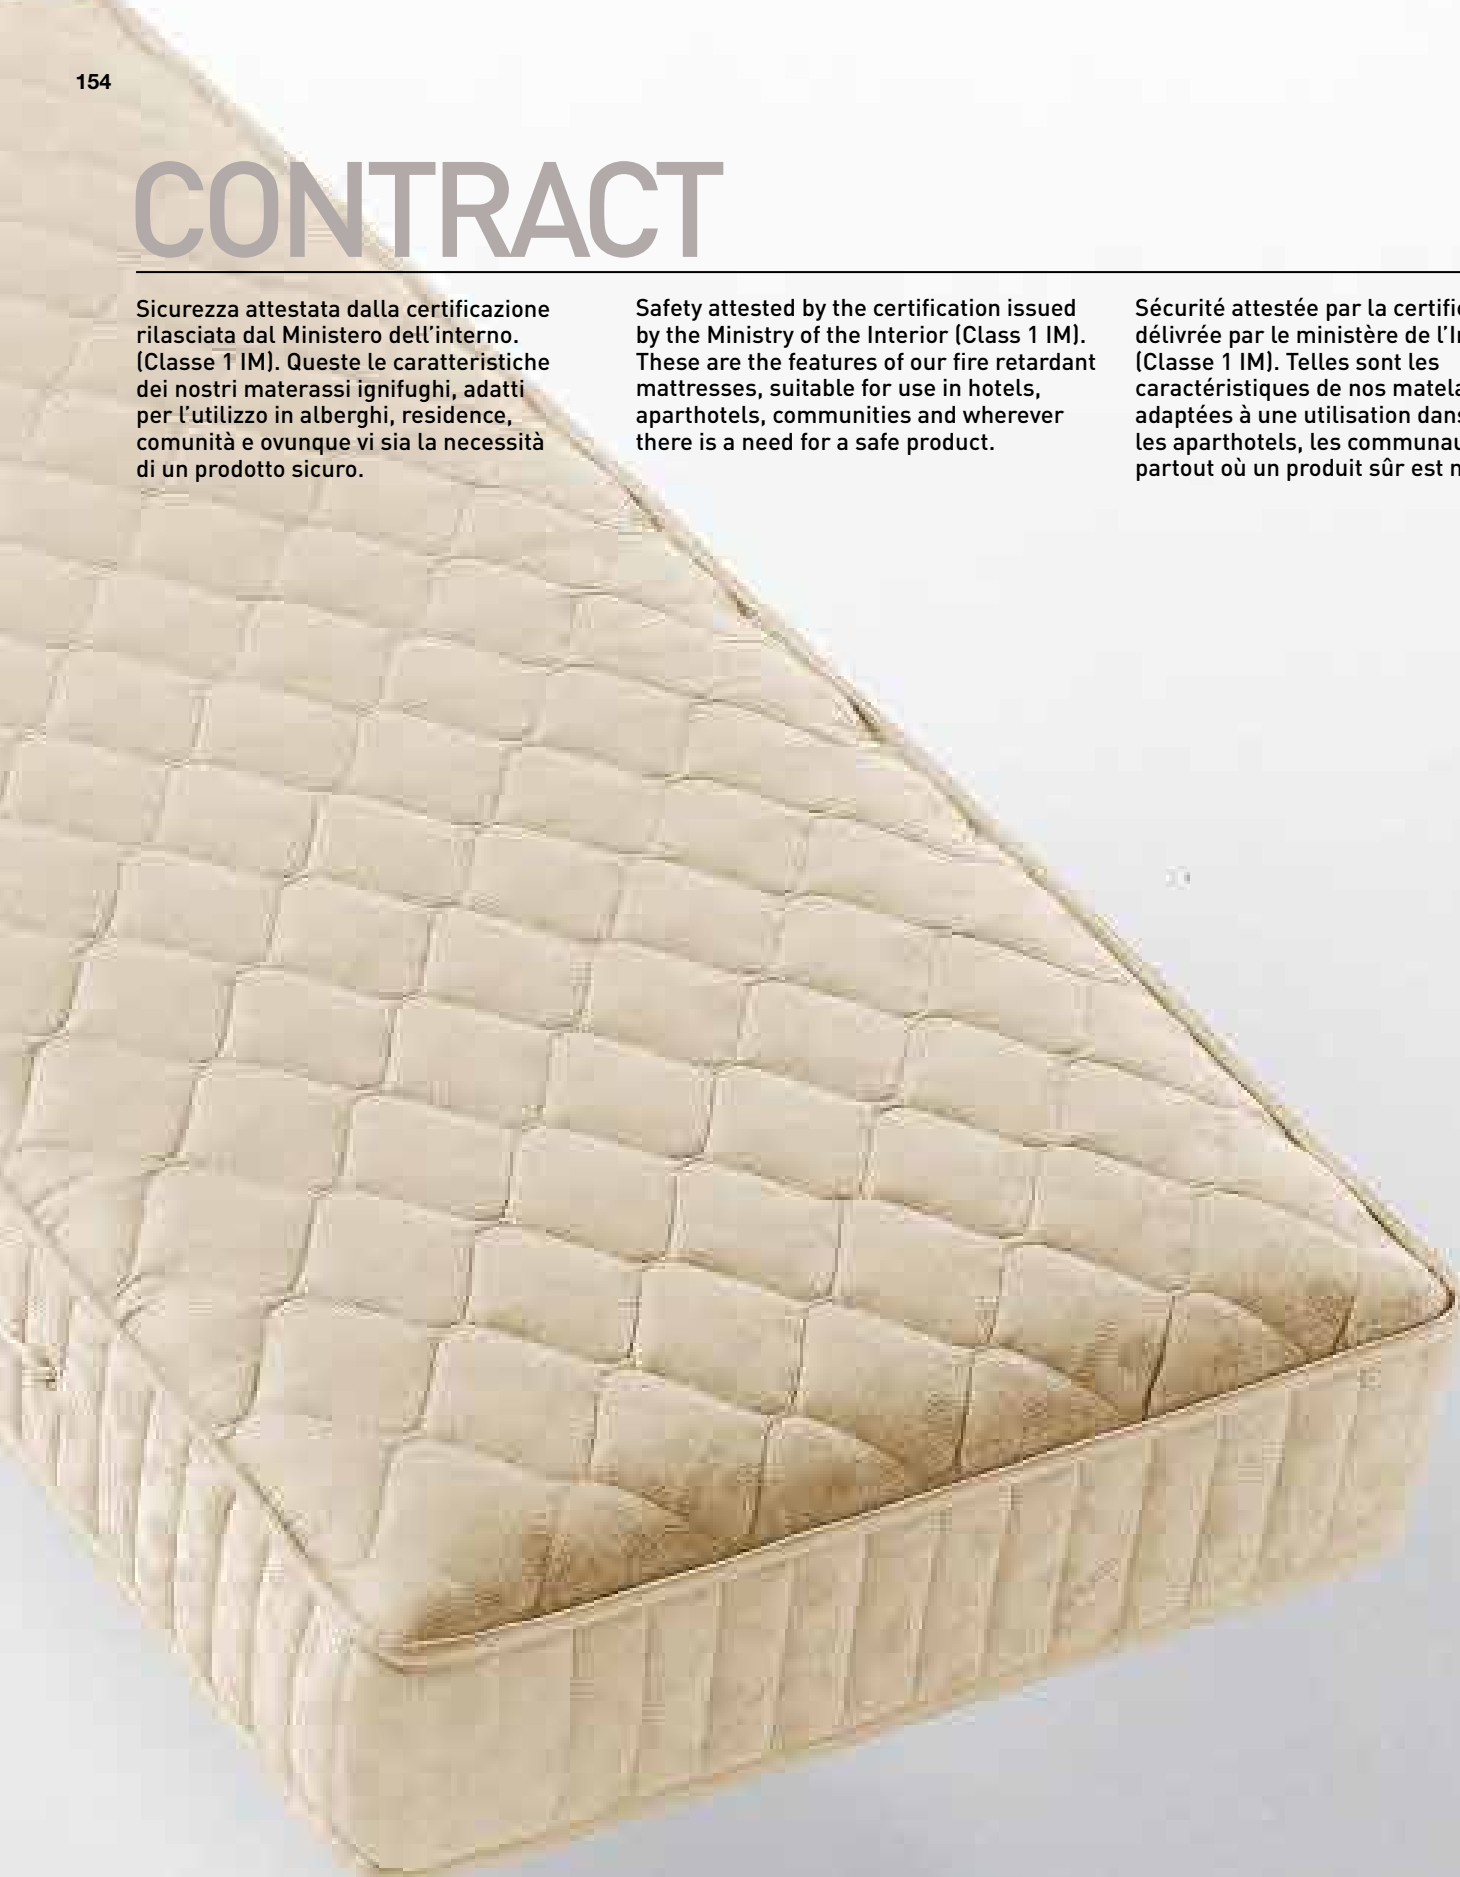 154
CONTRACT
Sicurezza attestata dalla certificazione
rilasciata dal Ministero dell'interno.
(Classe 1 IM). Queste le caratteristiche
dei nostri materassi ignifughi, adatti
per l'utilizzo in alberghi, residence,
comunità e ovunque vi sia la necessità
di un prodotto sicuro.
Safety attested by the certification issued
by the Ministry of the Interior (Class 1 IM).
These are the features of our fire retardant
mattresses, suitable for use in hotels,
aparthotels, communities and wherever
there is a need for a safe product.
Sécurité attestée par la
délivrée par le ministère de
(Classe 1 IM). Telles sont les
caractéristiques de nos
adaptées à une utilisation
les aparthotels, les
partout où un produit sûr est